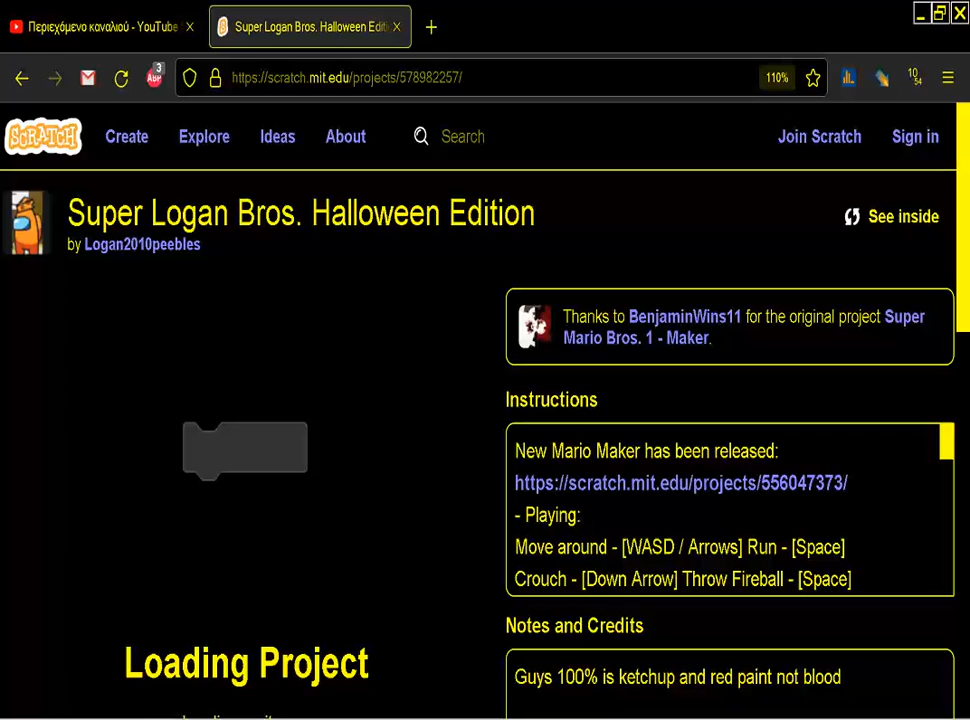 Περιεχόμενο καναλιού - YouTube
Super Logan Bros. Halloween Editi
3
https://scratch.mit.edu/projects/578982257/
110%
10
54
SCRATCH
Create
Explore
Ideas
About
Search
Join Scratch
Sign in
Super Logan Bros. Halloween Edition
by Logan2010peebles
See inside
Thanks to BenjaminWins11 for the original project Super
Mario Bros. 1 - Maker.
Instructions
New Mario Maker has been released:
https://scratch.mit.edu/projects/556047373/
- Playing:
Move around - [WASD / Arrows] Run - [Space]
Crouch - [Down Arrow] Throw Fireball - [Space]
Notes and Credits
Guys 100% is ketchup and red paint not blood
Loading Project